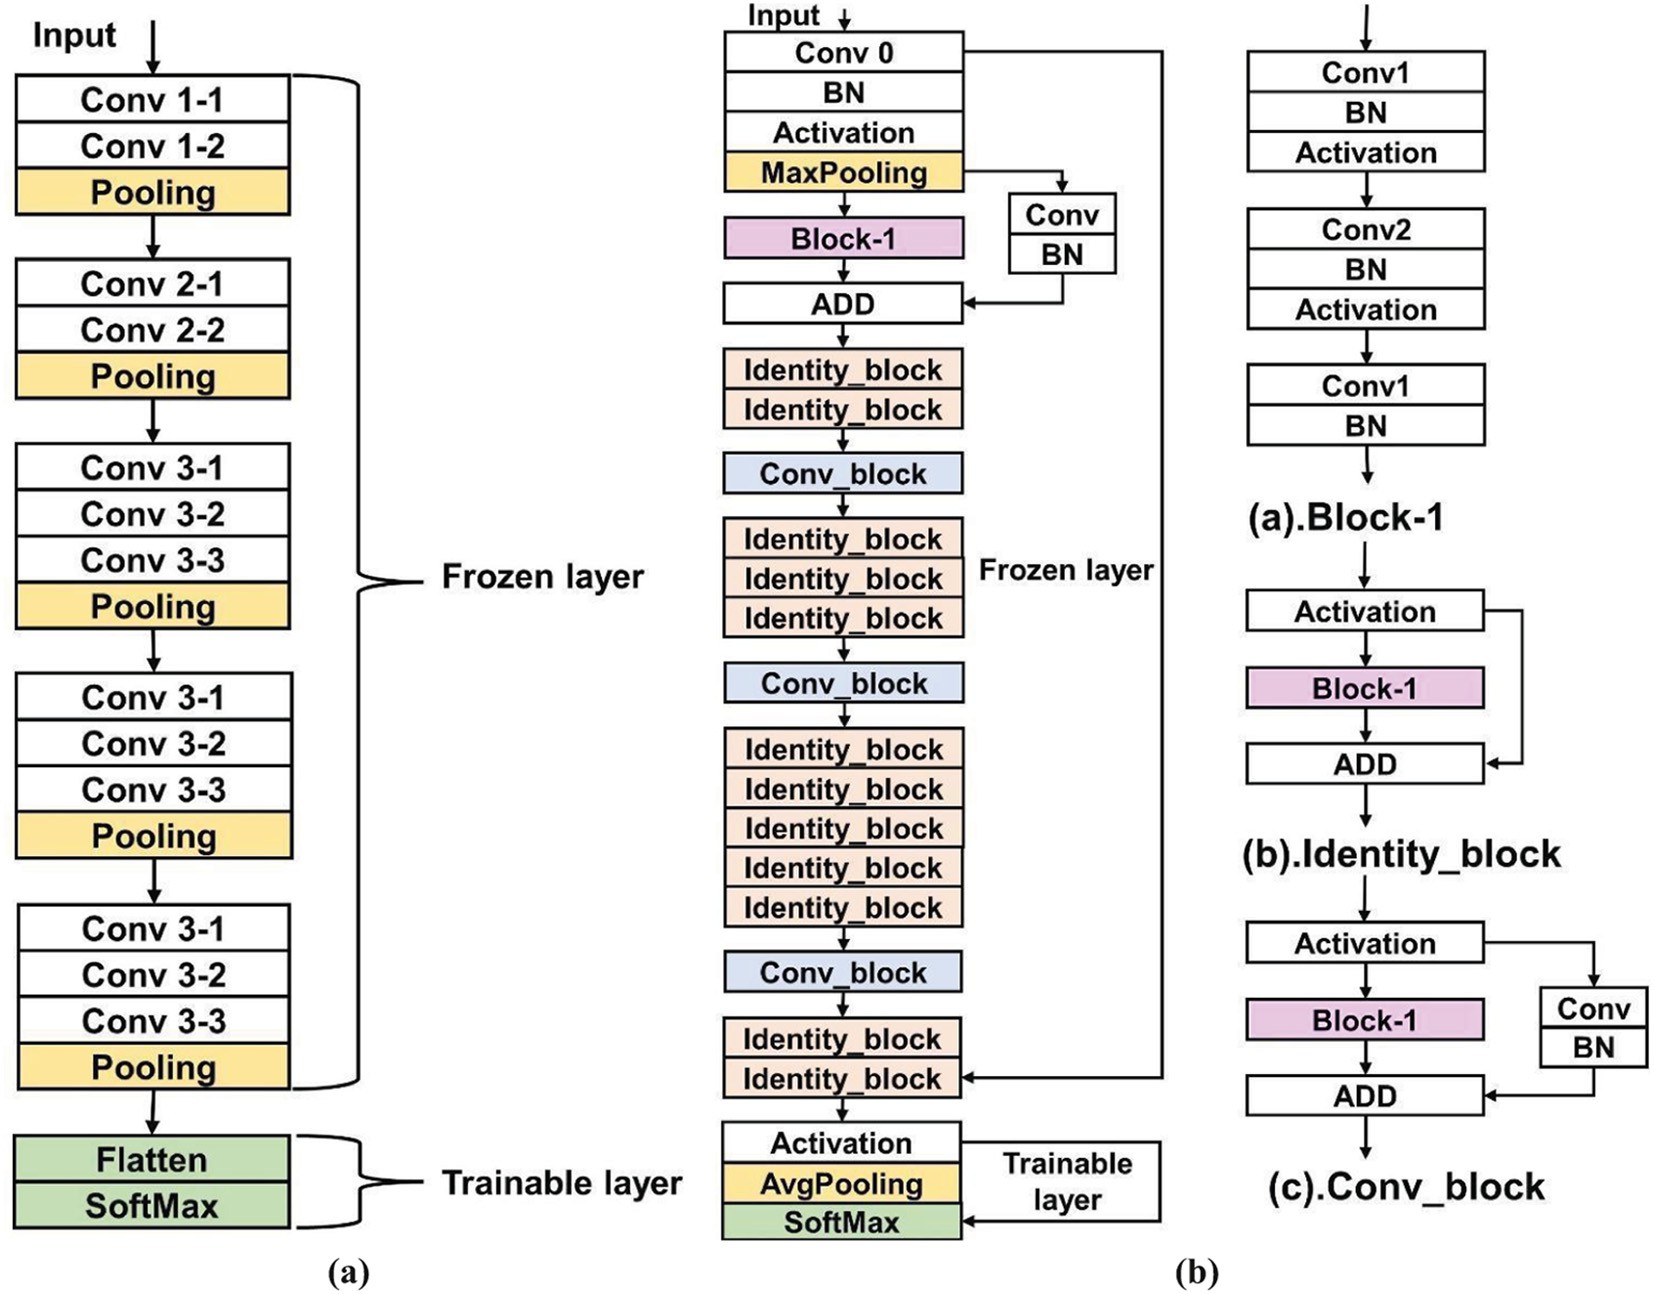 Input
Conv 1-1
Conv 1-2
Pooling
Conv 2-1
Conv 2-2
Pooling
Conv 3-1
Conv 3-2
Conv 3-3
Pooling
Conv 3-1
Conv 3-2
Conv 3-3
Pooling
Conv 3-1
Conv 3-2
Conv 3-3
Pooling
Flatten
SoftMax
Frozen layer
Trainable layer
(a)
Input
Conv 0
BN
Activation
MaxPooling
Conv
BN
Block-1
ADD
Identity_block
Identity_block
Conv_block
Identity_block
Identity_block
Identity_block
Conv_block
Identity_block
Identity_block
Identity_block
Identity_block
Identity_block
Conv_block
Identity_block
Identity_block
Frozen layer
Activation
AvgPooling
SoftMax
Trainable
layer
Conv1
BN
Activation
Conv2
BN
Activation
Conv1
BN
(a).Block-1
Activation
Block-1
ADD
(b).Identity_block
Activation
Block-1
Conv
BN
ADD
(c).Conv_block
(b)